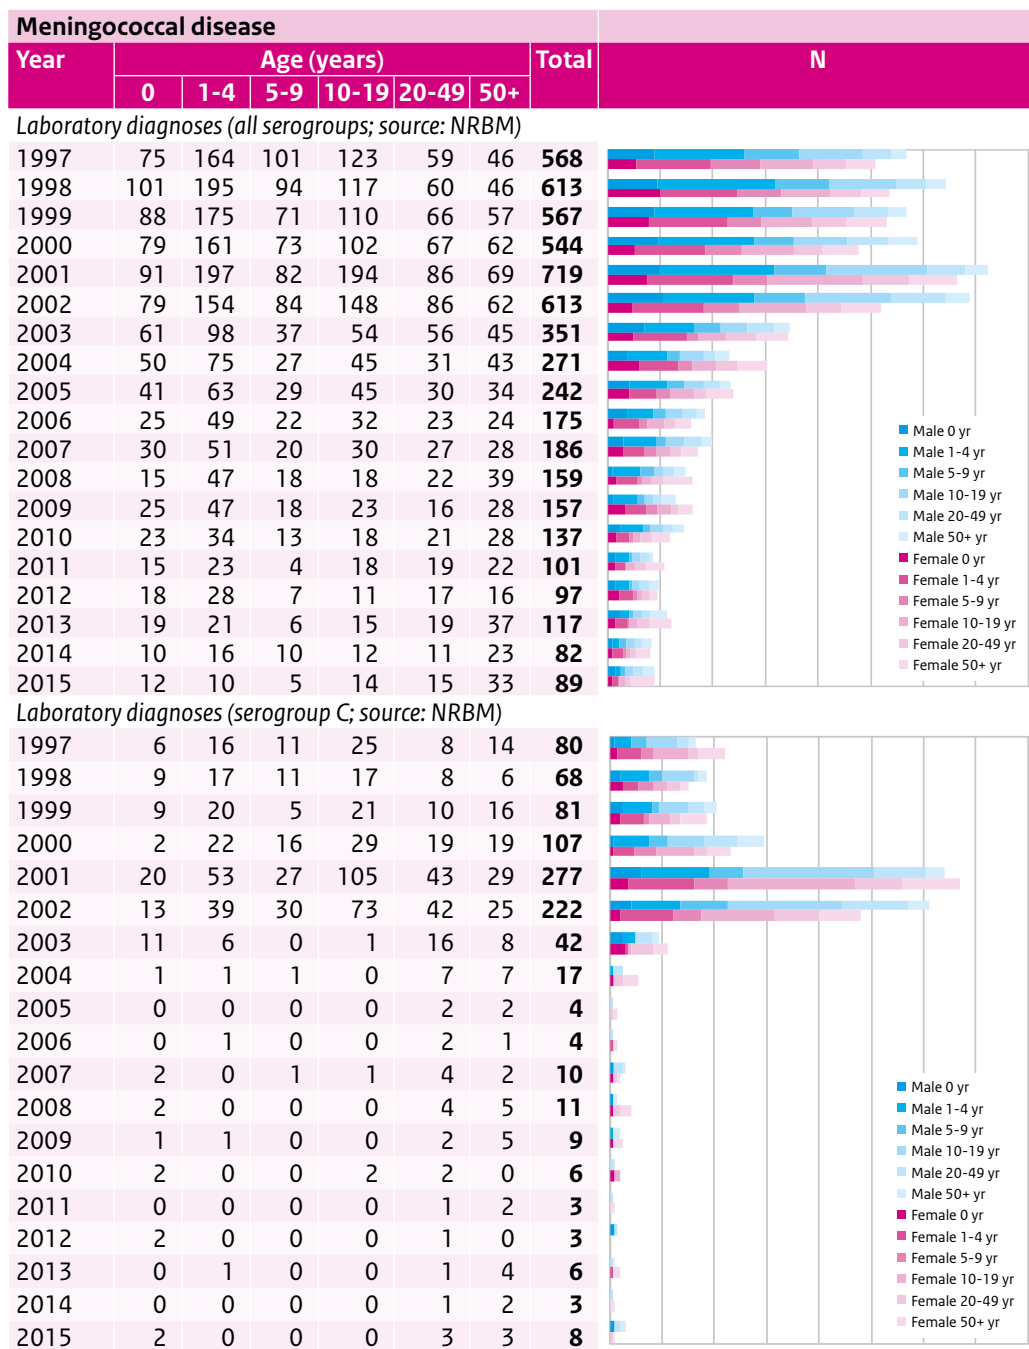 Meningococcal disease
Year Age (years) Total N
0 1-4 5-9 10-19 20-49 50+
Laboratory diagnoses (all serogroups; source: NRBM)
1997 75 164 101 123 59 46 568
1998 101 195 94 117 60 46 613
1999 88 175 71 110 66 57 567
2000 79 161 73 102 67 62 544
2001 91 197 82 194 86 69 719
2002 79 154 84 148 86 62 613
2003 61 98 37 54 56 45 351
2004 50 75 27 45 31 43 271
2005 41 63 29 45 30 34 242
2006 25 49 22 32 23 24 175
2007 30 51 20 30 27 28 186
2008 15 47 18 18 22 39 159
2009 25 47 18 23 16 28 157
2010 23 34 13 18 21 28 137
2011 15 23 4 18 19 22 101
2012 18 28 7 11 17 16 97
2013 19 21 6 15 19 37 117
2014 10 16 10 12 11 23 82
2015 12 10 5 14 15 33 89
Male 0 yr
Male 1-4 yr
Male 5-9 yr
Male 10-19 yr
Male 20-49 yr
Male 50+ yr
Female 0 yr
Female 1-4 yr
Female 5-9 yr
Female 10-19 yr
Female 20-49 yr
Female 50+ yr
Laboratory diagnoses (serogroup C; source: NRBM)
1997 6 16 11 25 8 14 80
1998 9 17 11 17 8 6 68
1999 9 20 5 21 10 16 81
2000 2 22 16 29 19 19 107
2001 20 53 27 105 43 29 277
2002 13 39 30 73 42 25 222
2003 11 6 0 1 16 8 42
2004 1 1 1 0 7 7 17
2005 0 0 0 0 2 2 4
2006 0 1 0 0 2 1 4
2007 2 0 1 1 4 2 10
2008 2 0 0 0 4 5 11
2009 1 1 0 0 2 5 9
2010 2 0 0 2 2 0 6
2011 0 0 0 0 1 2 3
2012 2 0 0 0 1 0 3
2013 0 1 0 0 1 4 6
2014 0 0 0 0 1 2 3
2015 2 0 0 0 3 3 8
Male 0 yr
Male 1-4 yr
Male 5-9 yr
Male 10-19 yr
Male 20-49 yr
Male 50+ yr
Female 0 yr
Female 1-4 yr
Female 5-9 yr
Female 10-19 yr
Female 20-49 yr
Female 50+ yr